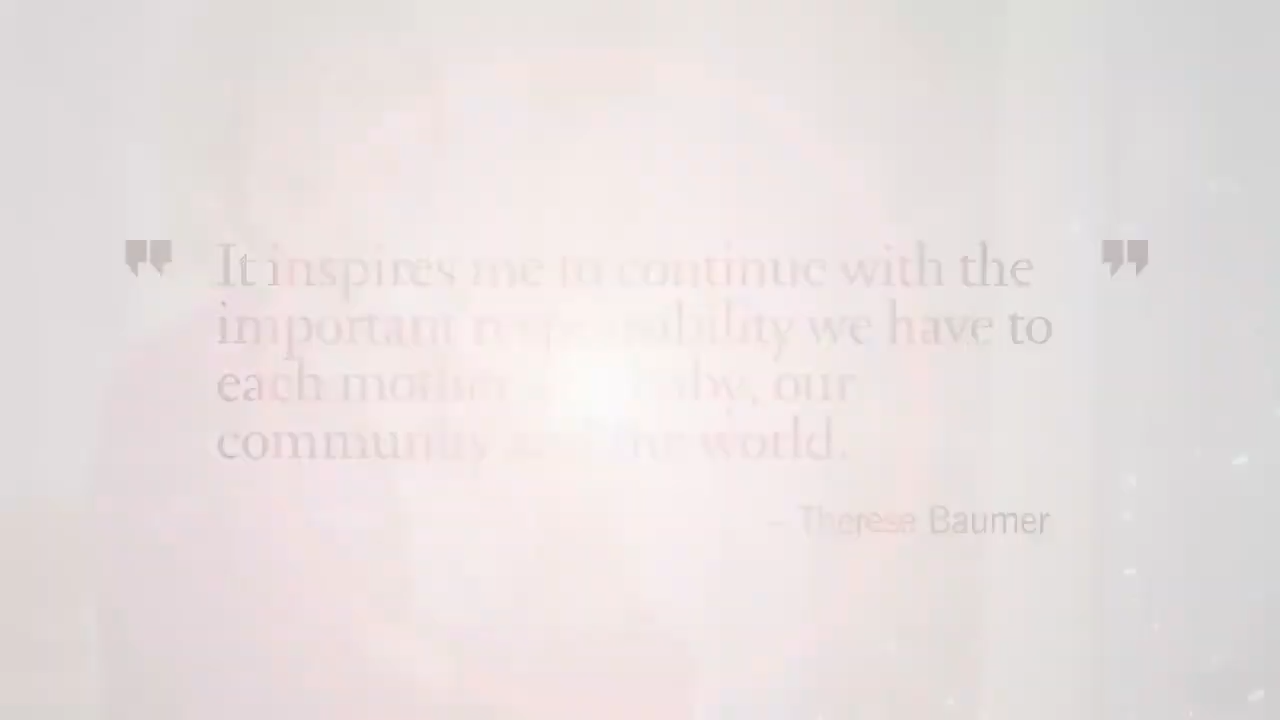 " It inspires me to continue with the "
important responsibility we have to
each mother and baby, our
community and the world.
– Therese Baumer